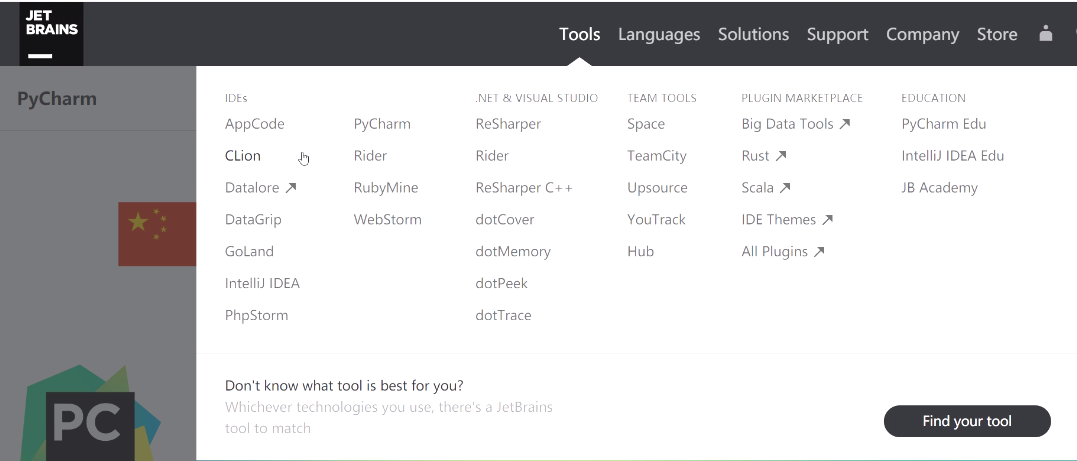 JET
BRAINS
Tools Languages Solutions Support Company Store
PyCharm
IDEs
AppCode
CLion
Datalore
DataGrip
GoLand
IntelliJ IDEA
PhpStorm
PyCharm
Rider
RubyMine
WebStorm
.NET & VISUAL STUDIO
ReSharper
Rider
ReSharper C++
dotCover
dotMemory
dotPeek
dotTrace
TEAM TOOLS
Space
TeamCity
Upsource
YouTrack
Hub
PLUGIN MARKETPLACE
Big Data Tools
Rust
Scala
IDE Themes
All Plugins
EDUCATION
PyCharm Edu
IntelliJ IDEA Edu
JB Academy
Don't know what tool is best for you?
Whichever technologies you use, there's a JetBrains
tool to match
Find your tool
PC